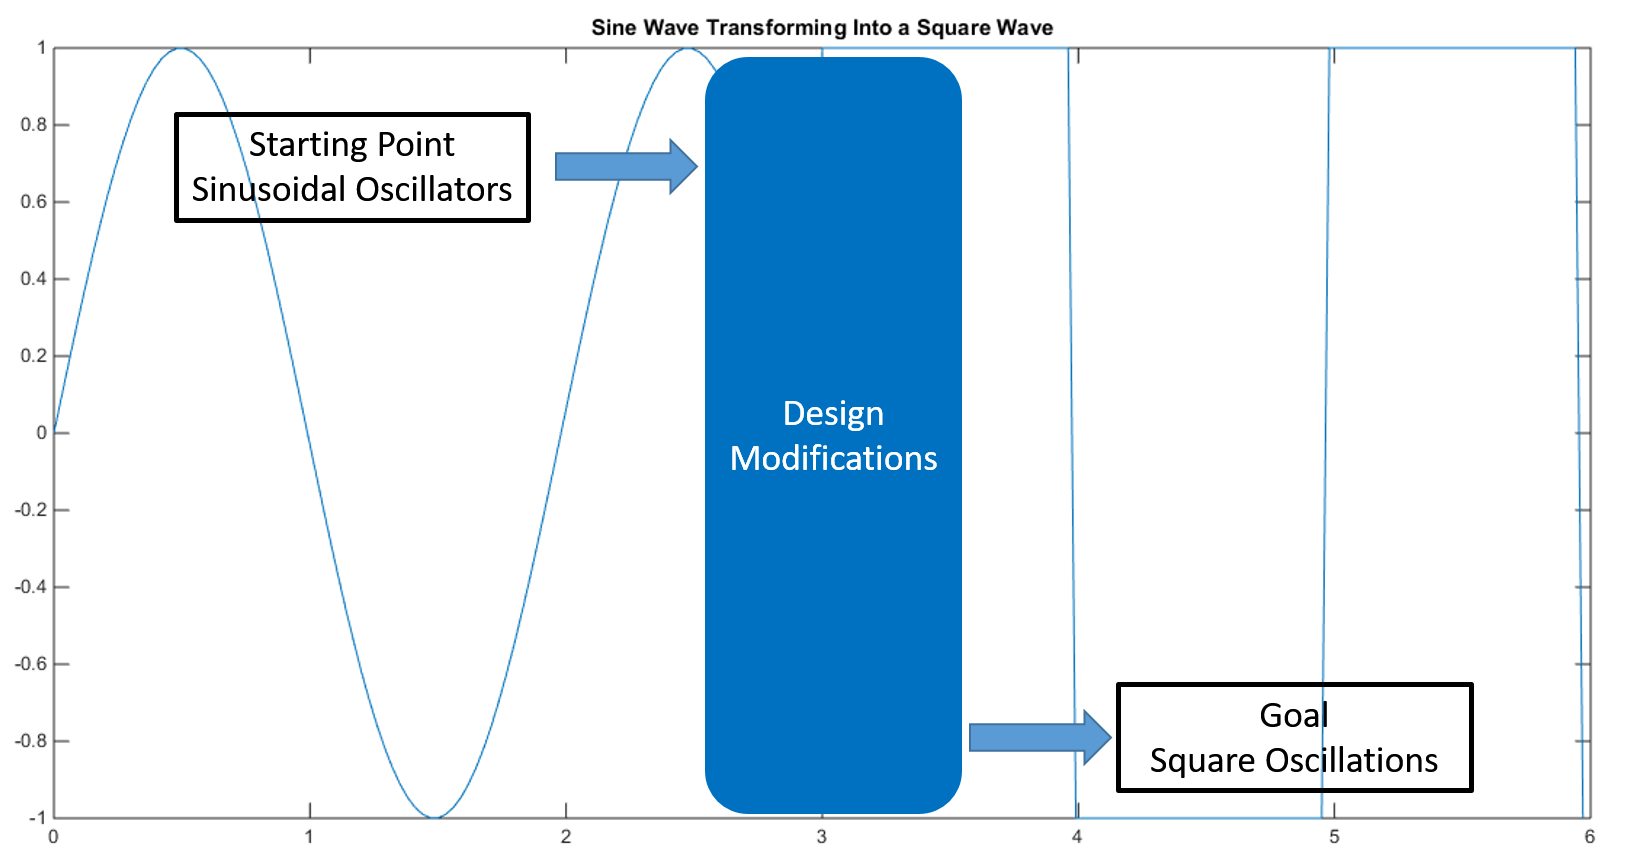 Sine Wave Transforming Into a Square Wave
1
0.8
0.6
0.4
0.2
0
-0.2
-0.4
-0.6
-0.8
-1
Starting Point
Sinusoidal Oscillators
Design
Modifications
Goal
Square Oscillations
0 1 2 3 4 5 6